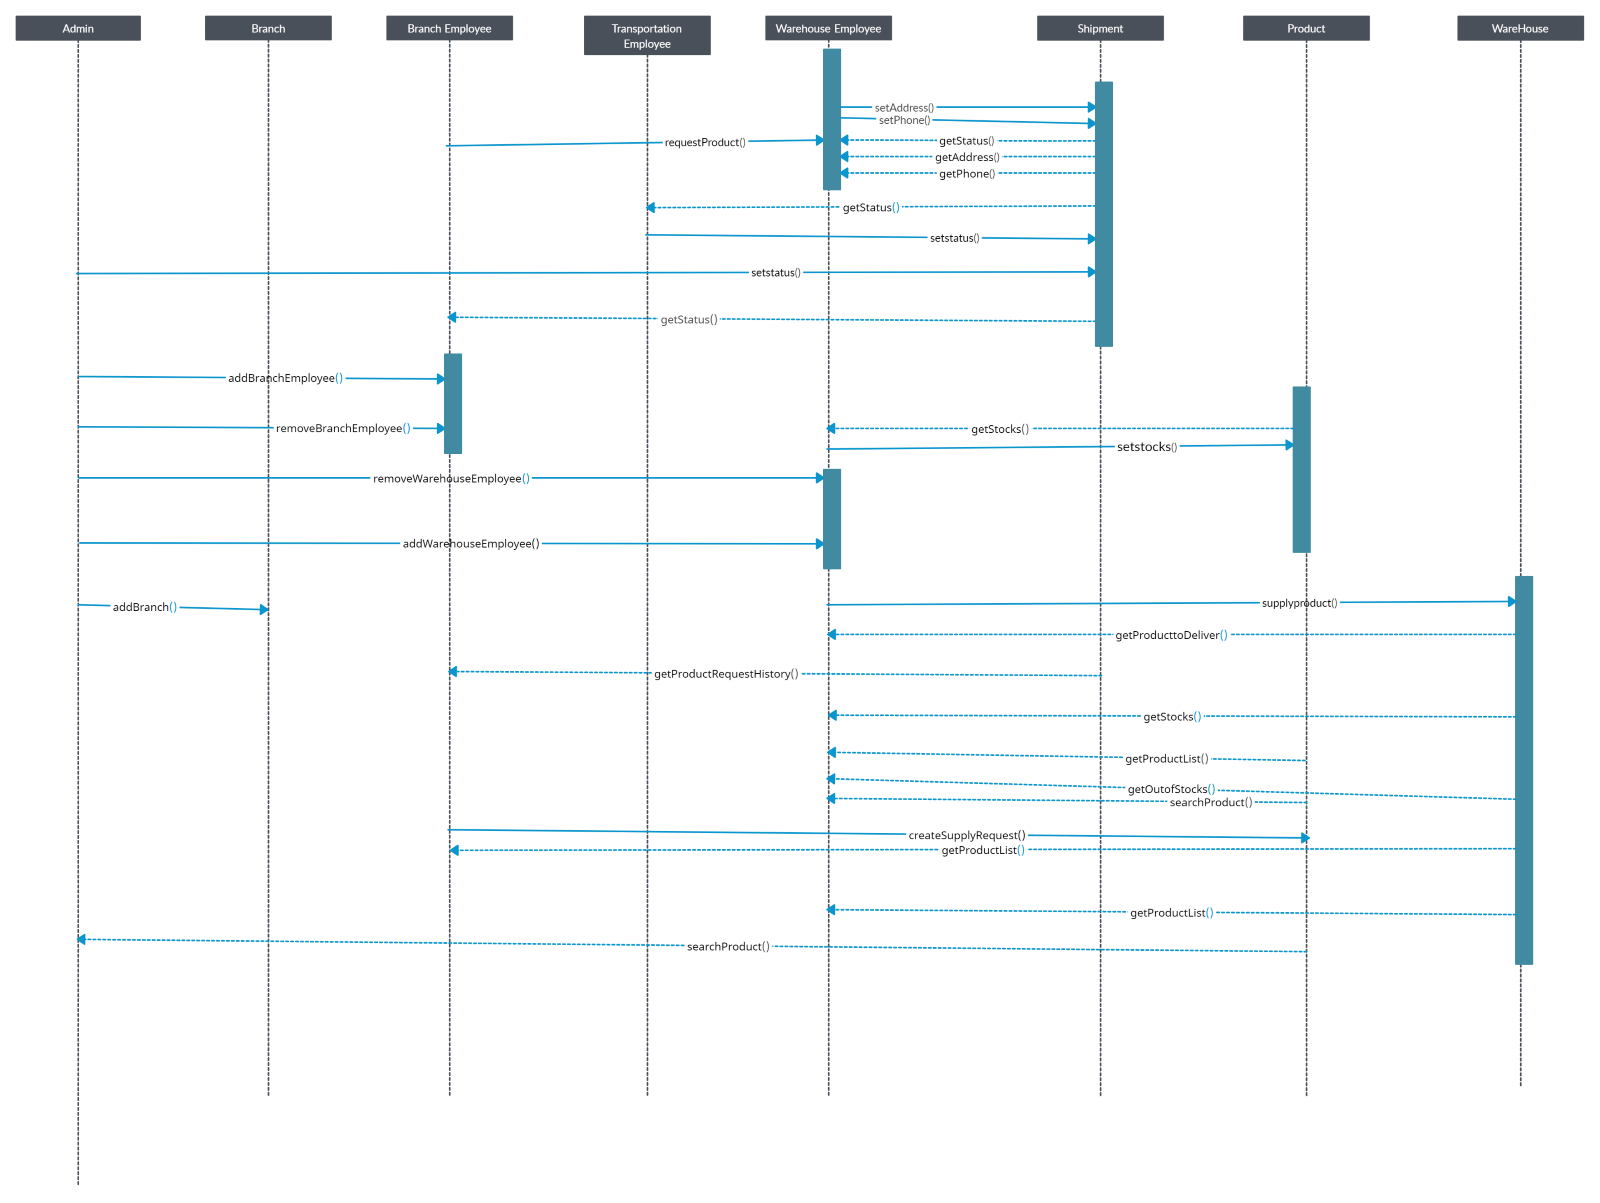 Admin
Branch
Branch Employee
Transportation
Employee
Warehouse Employee
Shipment
Product
WareHouse
setAddress()
setPhone()
requestProduct()
getStatus()
getAddress()
getPhone()
getStatus()
setstatus()
setstatus()
getStatus()
addBranchEmployee()
removeBranchEmployee()
getStocks()
setstocks()
removeWarehouseEmployee()
addWarehouseEmployee()
addBranch()
supplyproduct()
getProducttoDeliver()
getProductRequestHistory()
getStocks()
getProductList()
getOutofStocks()
searchProduct()
createSupplyRequest()
getProductList()
getProductList()
searchProduct()